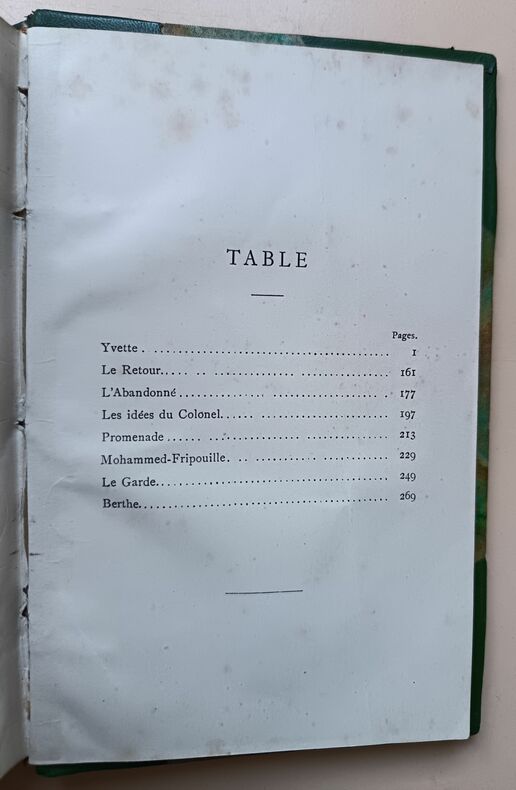 TABLE
Pages.
Yvette . .............................. 1
Le Retour............................ 161
L'Abandonné.......................... 177
Les idées du Colonel................. 197
Promenade............................ 213
Mohammed-Fripouille.................. 229
Le Garde............................. 249
Berthe............................... 269